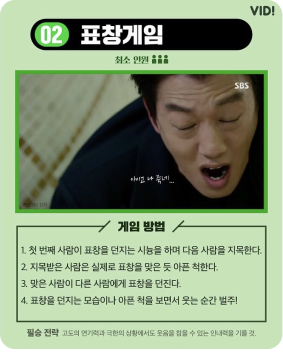 VID!
02 표창게임
최소 인원
SBS
아이고 나 죽네...
게임 방법
1. 첫 번째 사람이 표창을 던지는 시늉을 하며 다음 사람을 지목한다.
2. 지목받은 사람은 실제로 표창을 맞은 듯 아픈 척한다.
3. 맞은 사람이 다른 사람에게 표창을 던진다.
4. 표창을 던지는 모습이나 아픈 척을 보면서 웃는 순간 벌주!
필승 전략 고도의 연기력과 극한의 상황에서도 웃음을 참을 수 있는 인내력을 기를 것.